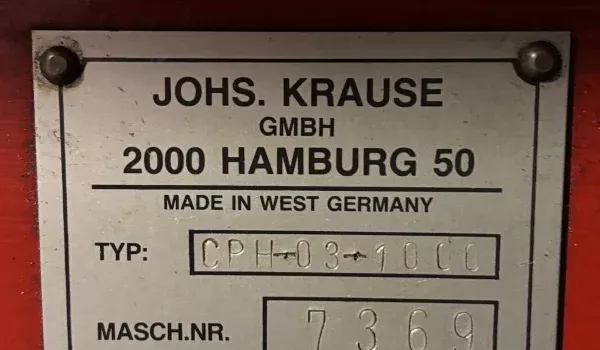 JOHS. KRAUSE
GMBH
2000 HAMBURG 50
MADE IN WEST GERMANY
TYP: CPH-03-1000
MASCH.NR. 7369